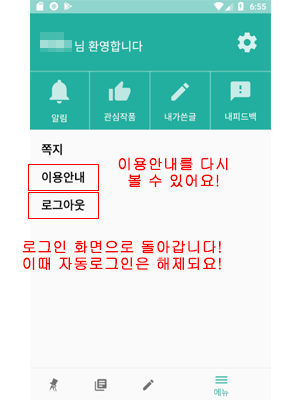 6:55
님 환영합니다
알림 관심작품 내가쓴글 내피드백
쪽지
이용안내
이용안내를 다시
볼 수 있어요!
로그아웃
로그인 화면으로 돌아갑니다!
이때 자동로그인은 해제되요!
메뉴